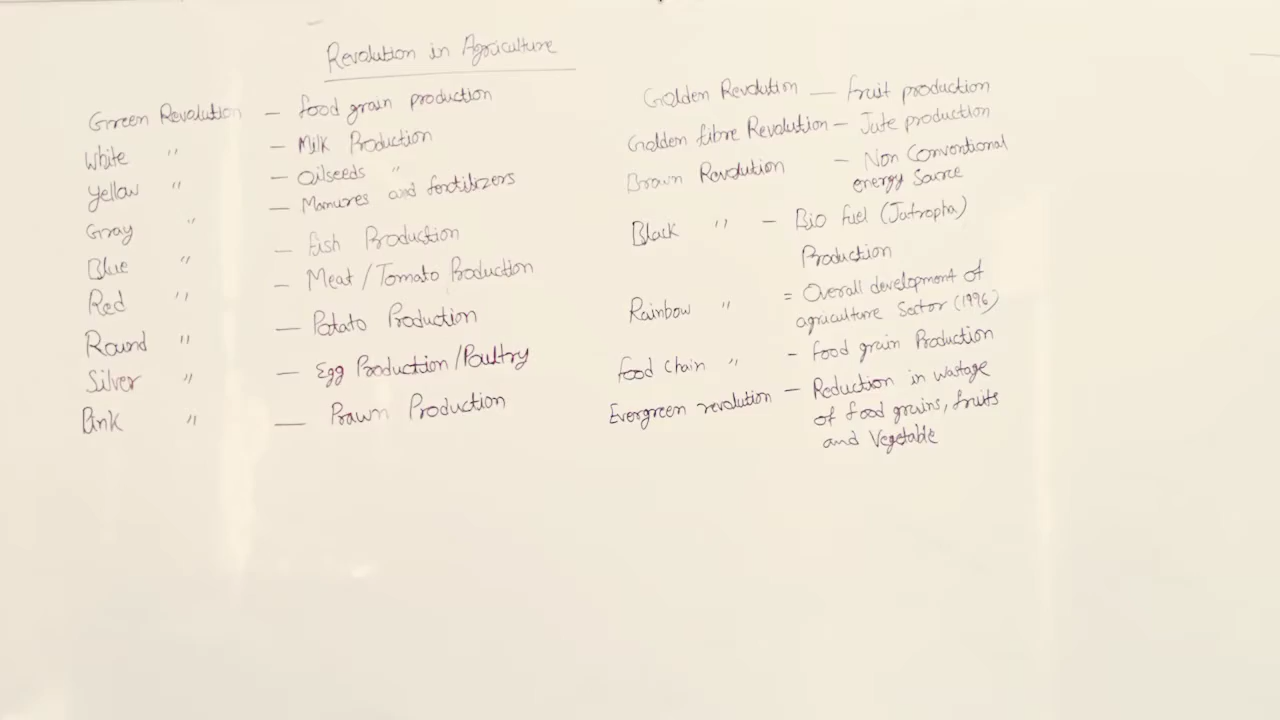 Revolution in Agriculture
Green Revolution - food grain production
White " - Milk Production
Yellow " - Oilseeds "
Gray " - Manures and fertilizers
Blue " - Fish Production
Red " - Meat / Tomato Production
Round " - Potato Production
Silver " - Egg Production/Poultry
Pink " - Prawn Production
Golden Revolution - fruit production
Golden fibre Revolution - Jute production
Brown Revolution - Non Conventional
energy Source
Black " - Bio fuel (Jatropha)
Production
Rainbow " = Overall development of
agriculture Sector (1996)
food chain " - food grain Production
Evergreen revolution - Reduction in wastage
of food grains, fruits
and Vegetable